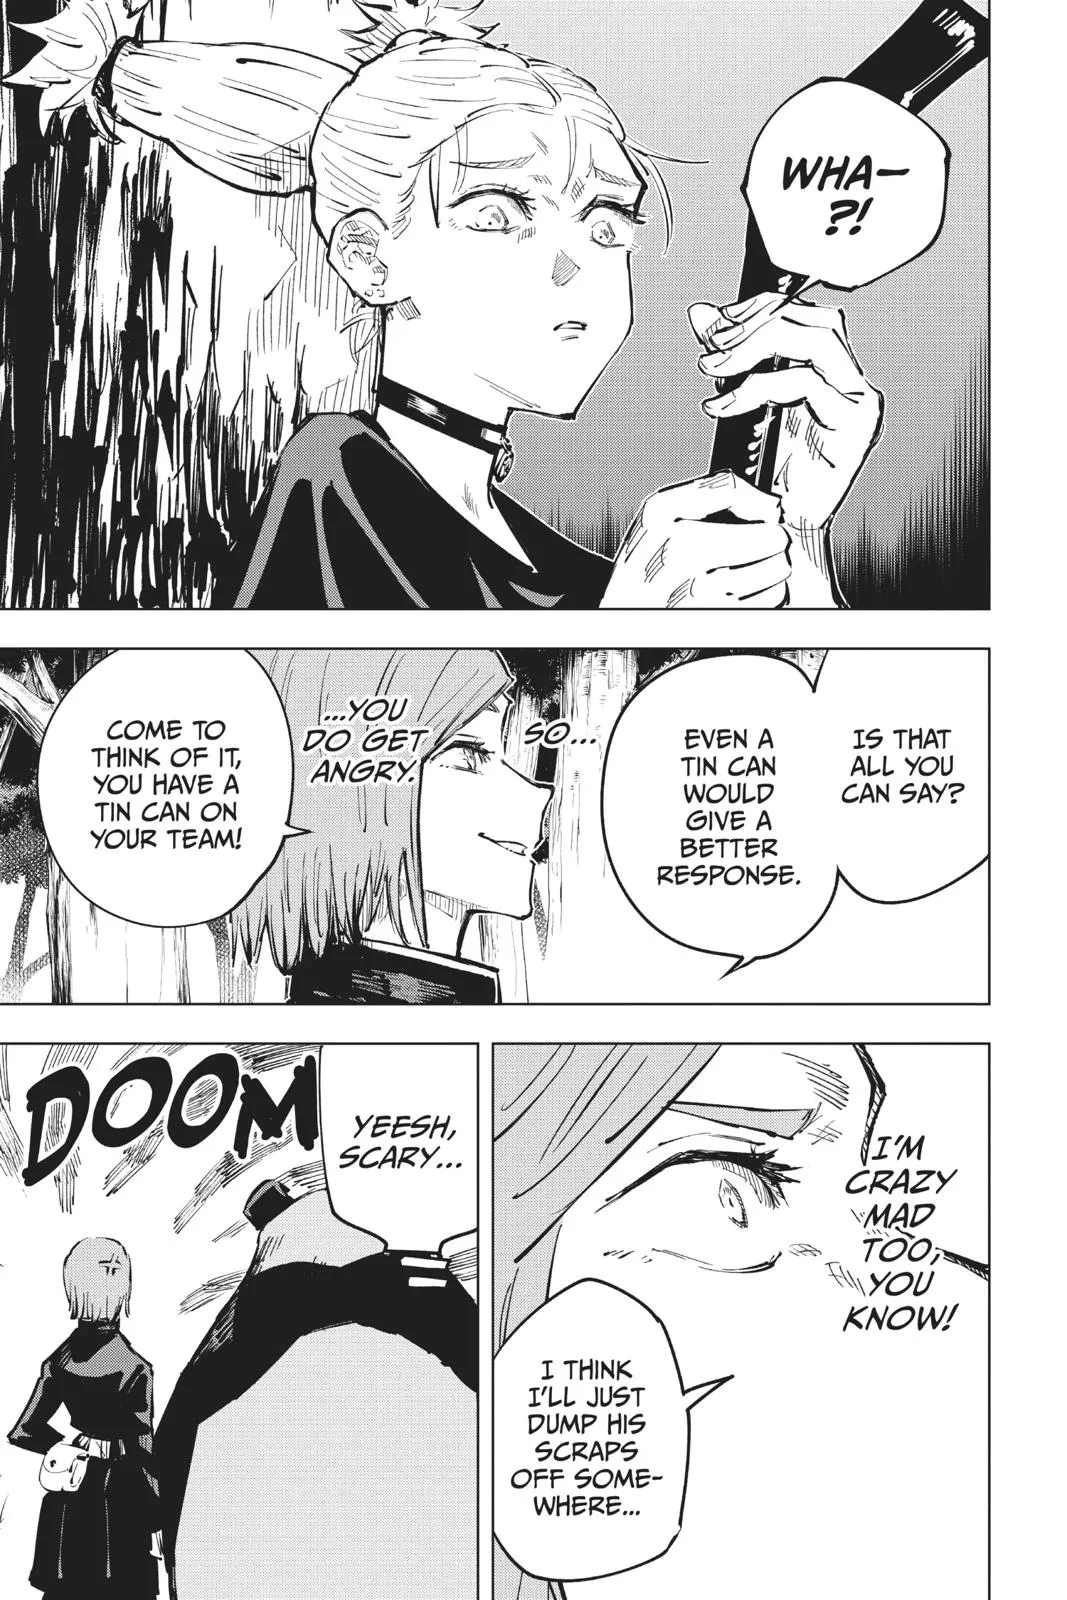 WHA—
?!
IS THAT
ALL YOU
CAN SAY?
EVEN A
TIN CAN
WOULD
GIVE A
BETTER
RESPONSE.
SO...
...YOU
DO GET
ANGRY.
COME TO
THINK OF IT,
YOU HAVE A
TIN CAN ON
YOUR TEAM!
I'M
CRAZY
MAD
TOO,
YOU
KNOW!
I THINK
I'LL JUST
DUMP HIS
SCRAPS
OFF SOME-
WHERE...
YEESH,
SCARY...
DOOM